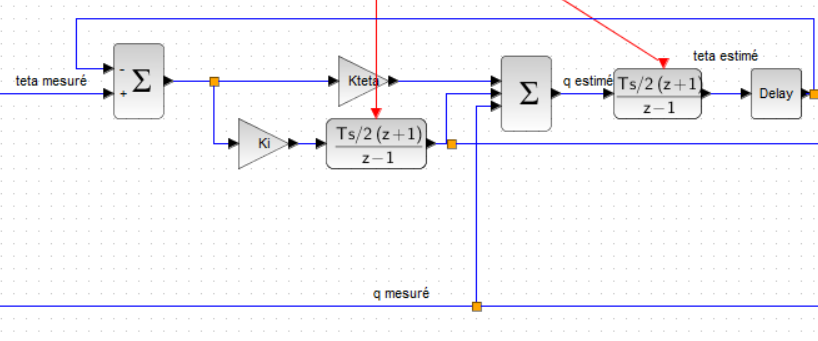 teta estimé
-
teta mesuré
+
Σ
Kteta
Σ
q estimé
Ts/2 (z+1)
z−1
Delay
Ki
Ts/2 (z+1)
z−1
q mesuré